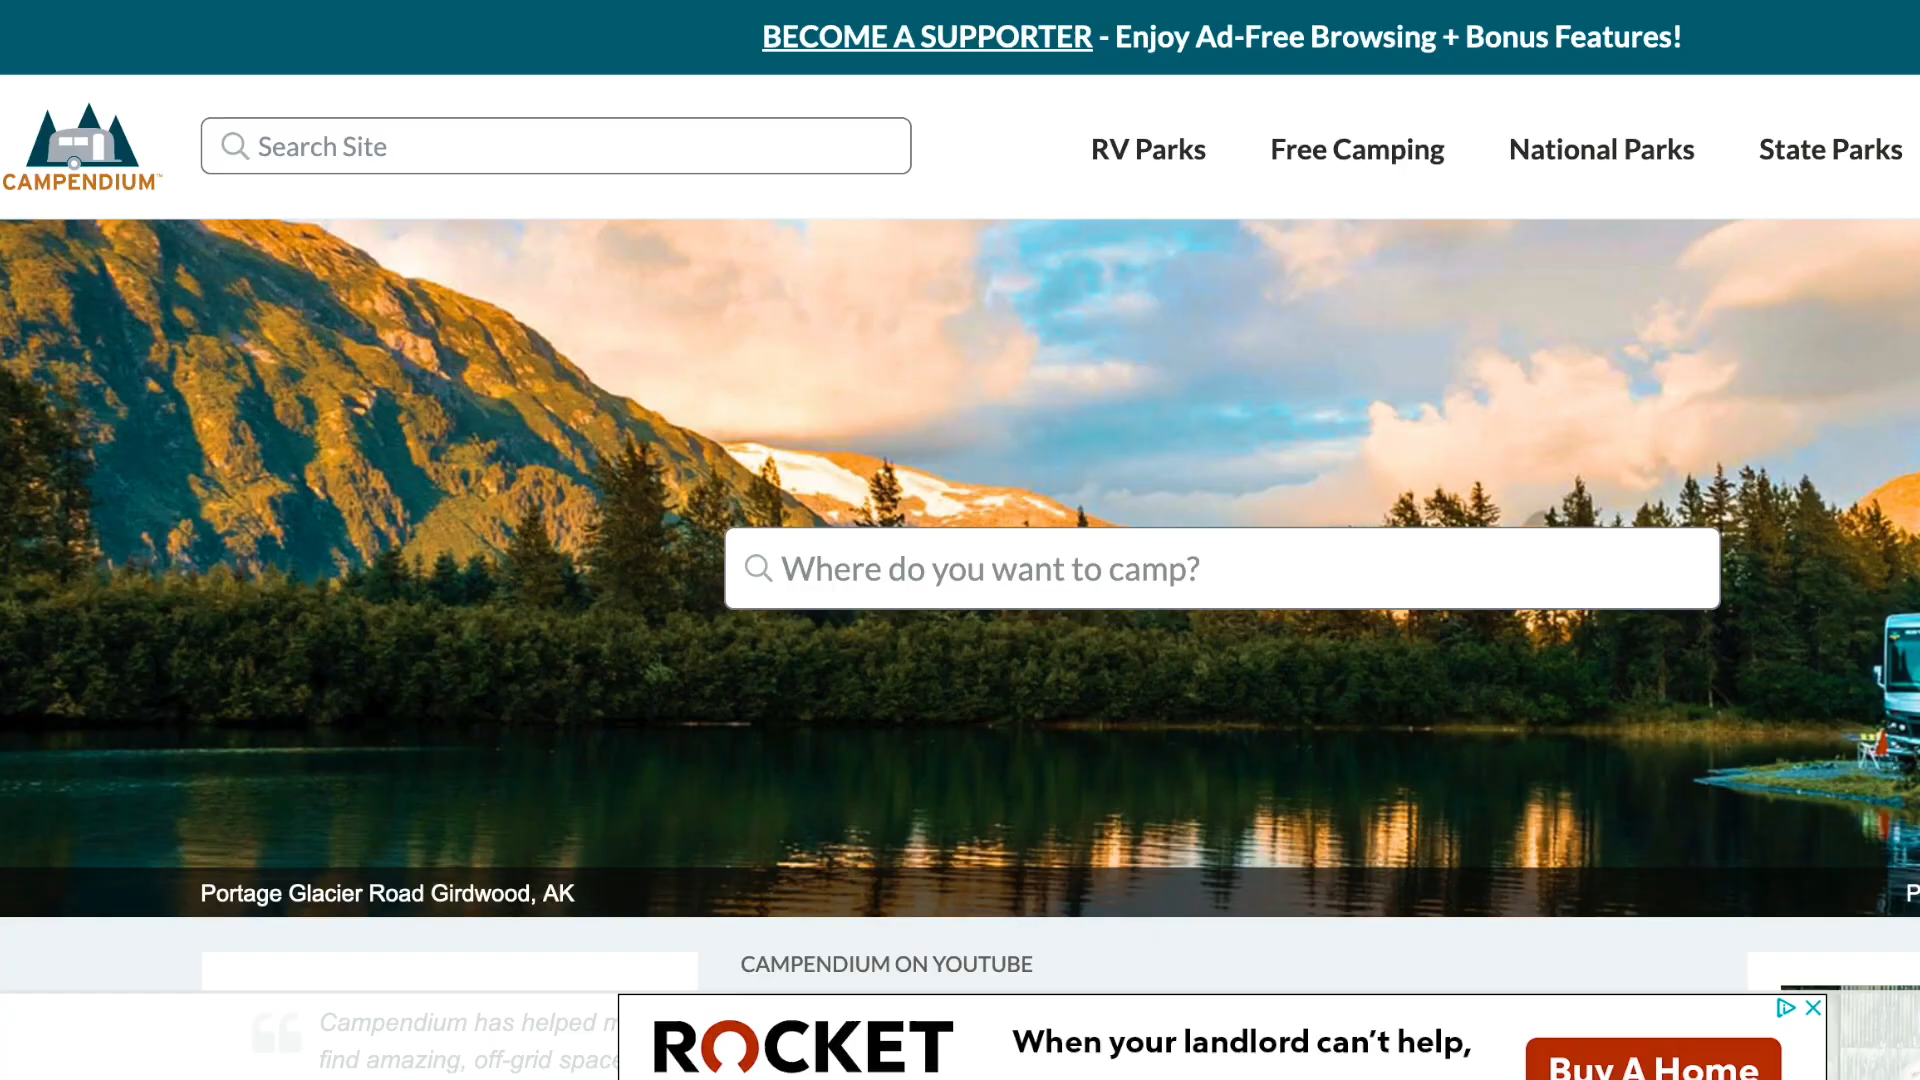 BECOME A SUPPORTER - Enjoy Ad-Free Browsing + Bonus Features!
CAMPENDIUM™
Search Site
RV Parks
Free Camping
National Parks
State Parks
Where do you want to camp?
Portage Glacier Road Girdwood, AK
CAMPENDIUM ON YOUTUBE
Campendium has helped
find amazing, off-grid
ROCKET
When your landlord can't help,
Buy A Home